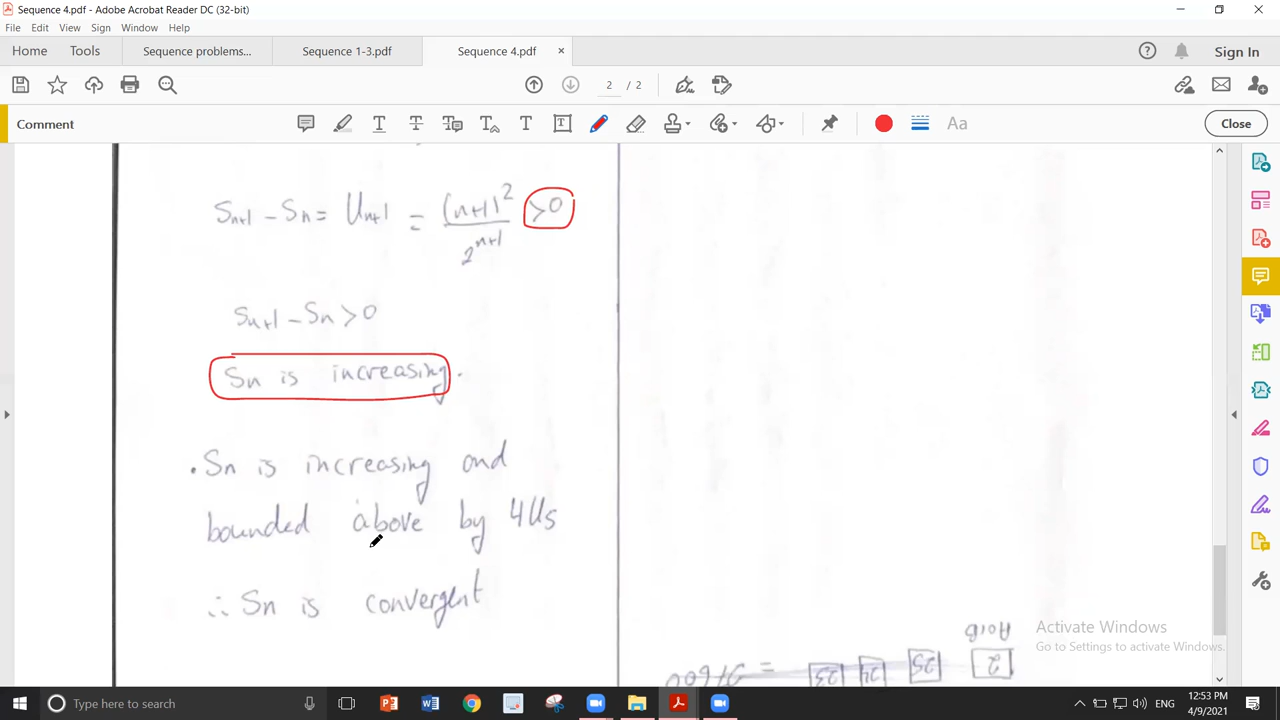 Sequence 4.pdf - Adobe Acrobat Reader DC (32-bit)
File Edit View Sign Window Help
Home Tools Sequence problems... Sequence 1-3.pdf Sequence 4.pdf × Sign In
2 / 2
Comment Aa Close
Sn+1 - Sn = Un+1 = (n+1)^2 / 2^n+1 >0
Sn+1 - Sn > 0
Sn is increasing.
. Sn is increasing and
bounded above by 4U5
∴ Sn is convergent
Activate Windows
Go to Settings to activate Windows.
Type here to search
ENG
12:53 PM
4/9/2021